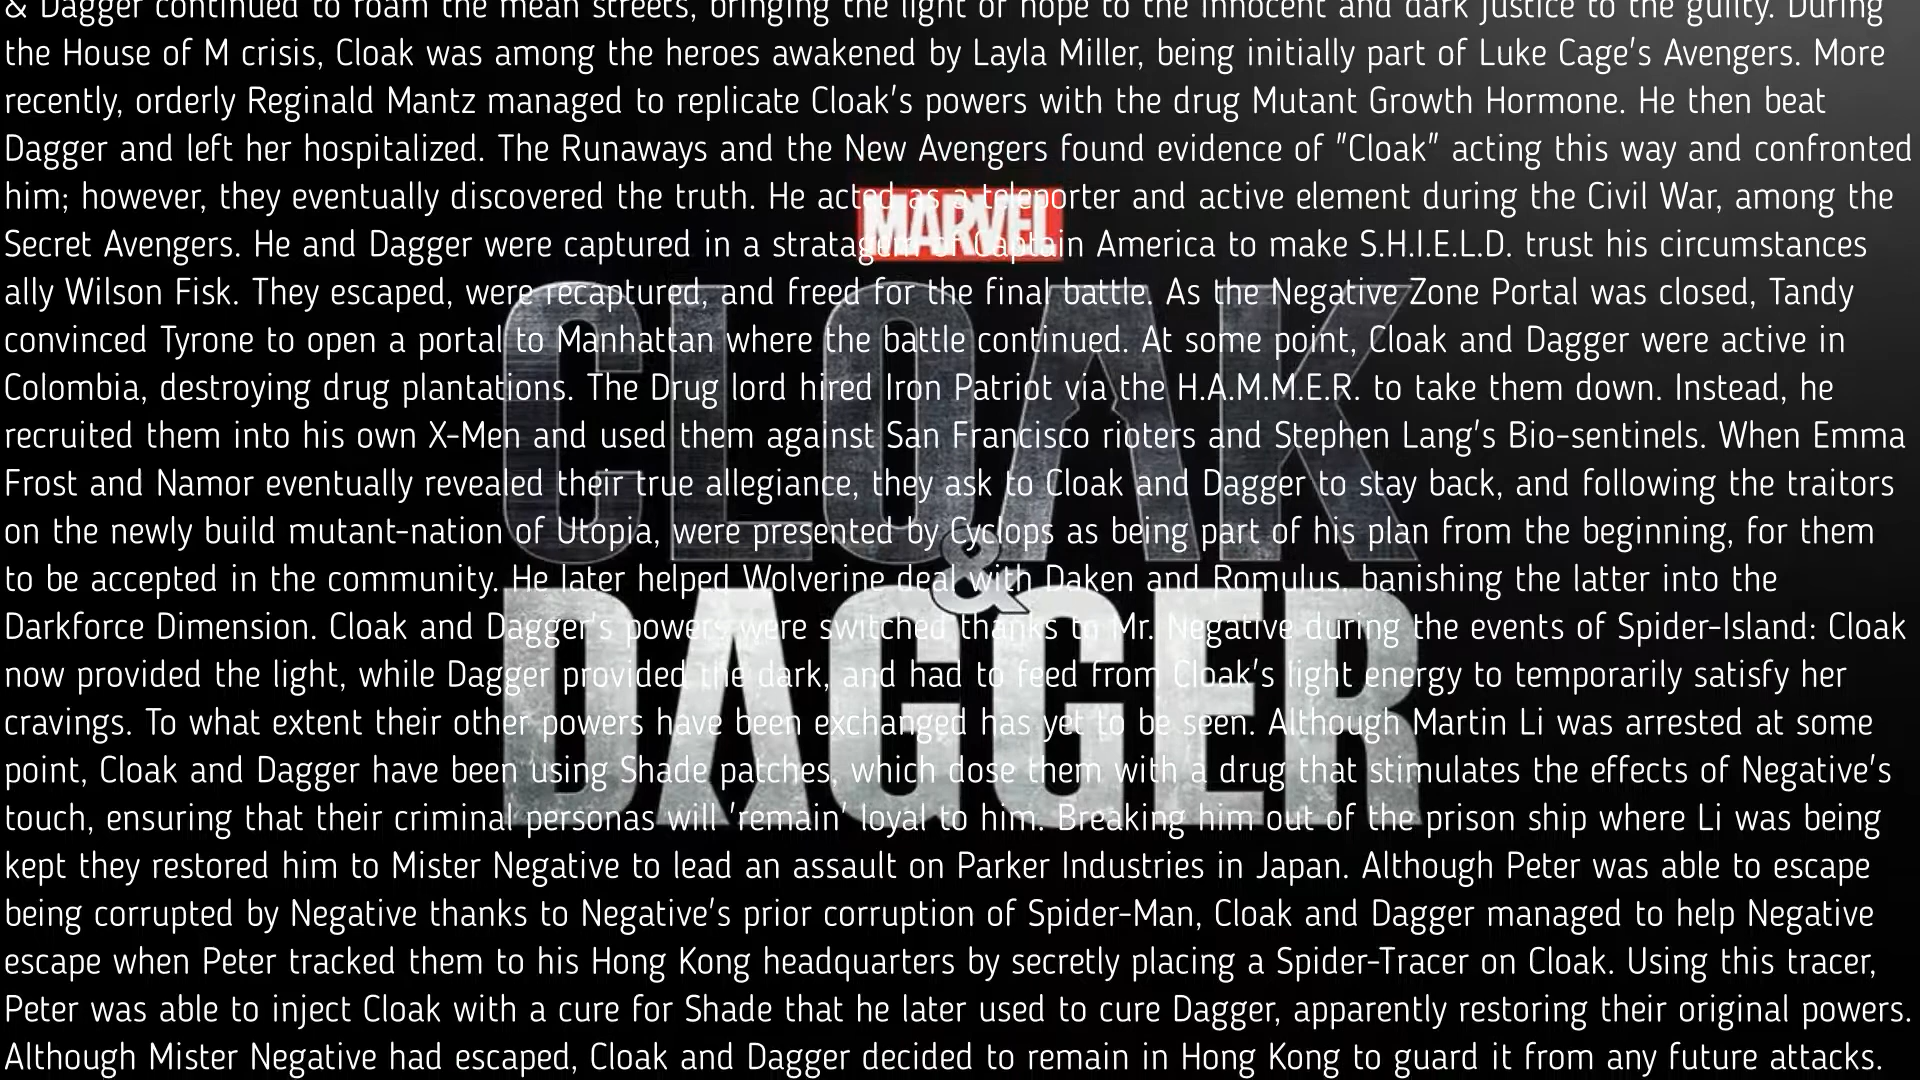 & Dagger continued to roam the mean streets, bringing the light of hope to the innocent and dark justice to the guilty. During
the House of M crisis, Cloak was among the heroes awakened by Layla Miller, being initially part of Luke Cage's Avengers. More
recently, orderly Reginald Mantz managed to replicate Cloak's powers with the drug Mutant Growth Hormone. He then beat
Dagger and left her hospitalized. The Runaways and the New Avengers found evidence of "Cloak" acting this way and confronted
him; however, they eventually discovered the truth. He acted as a teleporter and active element during the Civil War, among the
Secret Avengers. He and Dagger were captured in a stratagem of Captain America to make S.H.I.E.L.D. trust his circumstances
ally Wilson Fisk. They escaped, were recaptured, and freed for the final battle. As the Negative Zone Portal was closed, Tandy
convinced Tyrone to open a portal to Manhattan where the battle continued. At some point, Cloak and Dagger were active in
Colombia, destroying drug plantations. The Drug lord hired Iron Patriot via the H.A.M.M.E.R. to take them down. Instead, he
recruited them into his own X-Men and used them against San Francisco rioters and Stephen Lang's Bio-sentinels. When Emma
Frost and Namor eventually revealed their true allegiance, they ask to Cloak and Dagger to stay back, and following the traitors
on the newly build mutant-nation of Utopia, were presented by Cyclops as being part of his plan from the beginning, for them
to be accepted in the community. He later helped Wolverine deal with Daken and Romulus, banishing the latter into the
Darkforce Dimension. Cloak and Dagger's powers were switched thanks to Mr. Negative during the events of Spider-Island: Cloak
now provided the light, while Dagger provided the dark, and had to feed from Cloak's light energy to temporarily satisfy her
cravings. To what extent their other powers have been exchanged has yet to be seen. Although Martin Li was arrested at some
point, Cloak and Dagger have been using Shade patches, which dose them with a drug that stimulates the effects of Negative's
touch, ensuring that their criminal personas will 'remain' loyal to him. Breaking him out of the prison ship where Li was being
kept they restored him to Mister Negative to lead an assault on Parker Industries in Japan. Although Peter was able to escape
being corrupted by Negative thanks to Negative's prior corruption of Spider-Man, Cloak and Dagger managed to help Negative
escape when Peter tracked them to his Hong Kong headquarters by secretly placing a Spider-Tracer on Cloak. Using this tracer,
Peter was able to inject Cloak with a cure for Shade that he later used to cure Dagger, apparently restoring their original powers.
Although Mister Negative had escaped, Cloak and Dagger decided to remain in Hong Kong to guard it from any future attacks.
MARVEL
CLOAK
&
DAGGER